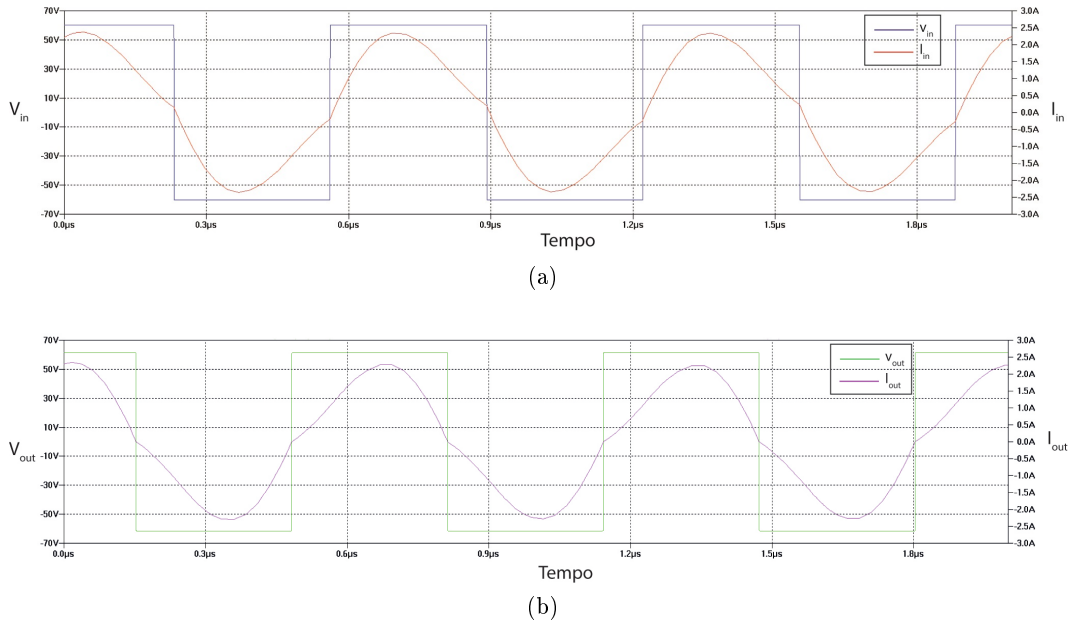 70V
3.0A
2.5A
50V
2.0A
1.5A
30V
1.0A
0.5A
10V
0.0A
-0.5A
-10V
-1.0A
-30V
-1.5A
-2.0A
-50V
-2.5A
-70V
-3.0A
V_in
I_in
V_in
I_in
0.0µs 0.3µs 0.6µs 0.9µs 1.2µs 1.5µs 1.8µs
Tempo
(a)
70V
3.0A
2.5A
50V
2.0A
1.5A
30V
1.0A
10V
0.5A
0.0A
-10V
-0.5A
-1.0A
-30V
-1.5A
-50V
-2.0A
-2.5A
-70V
-3.0A
V_out
I_out
V_out
I_out
0.0µs 0.3µs 0.6µs 0.9µs 1.2µs 1.5µs 1.8µs
Tempo
(b)